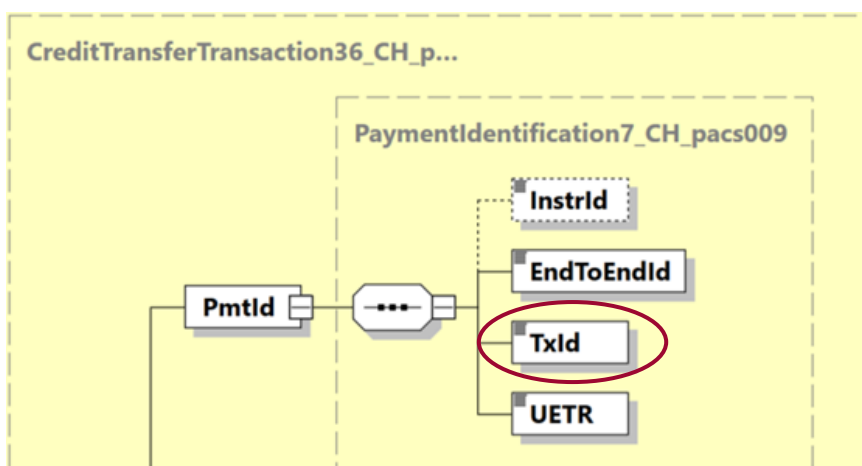 CreditTransferTransaction36_CH_p...
PaymentIdentification7_CH_pacs009
InstrId
EndToEndId
PmtId
TxId
UETR